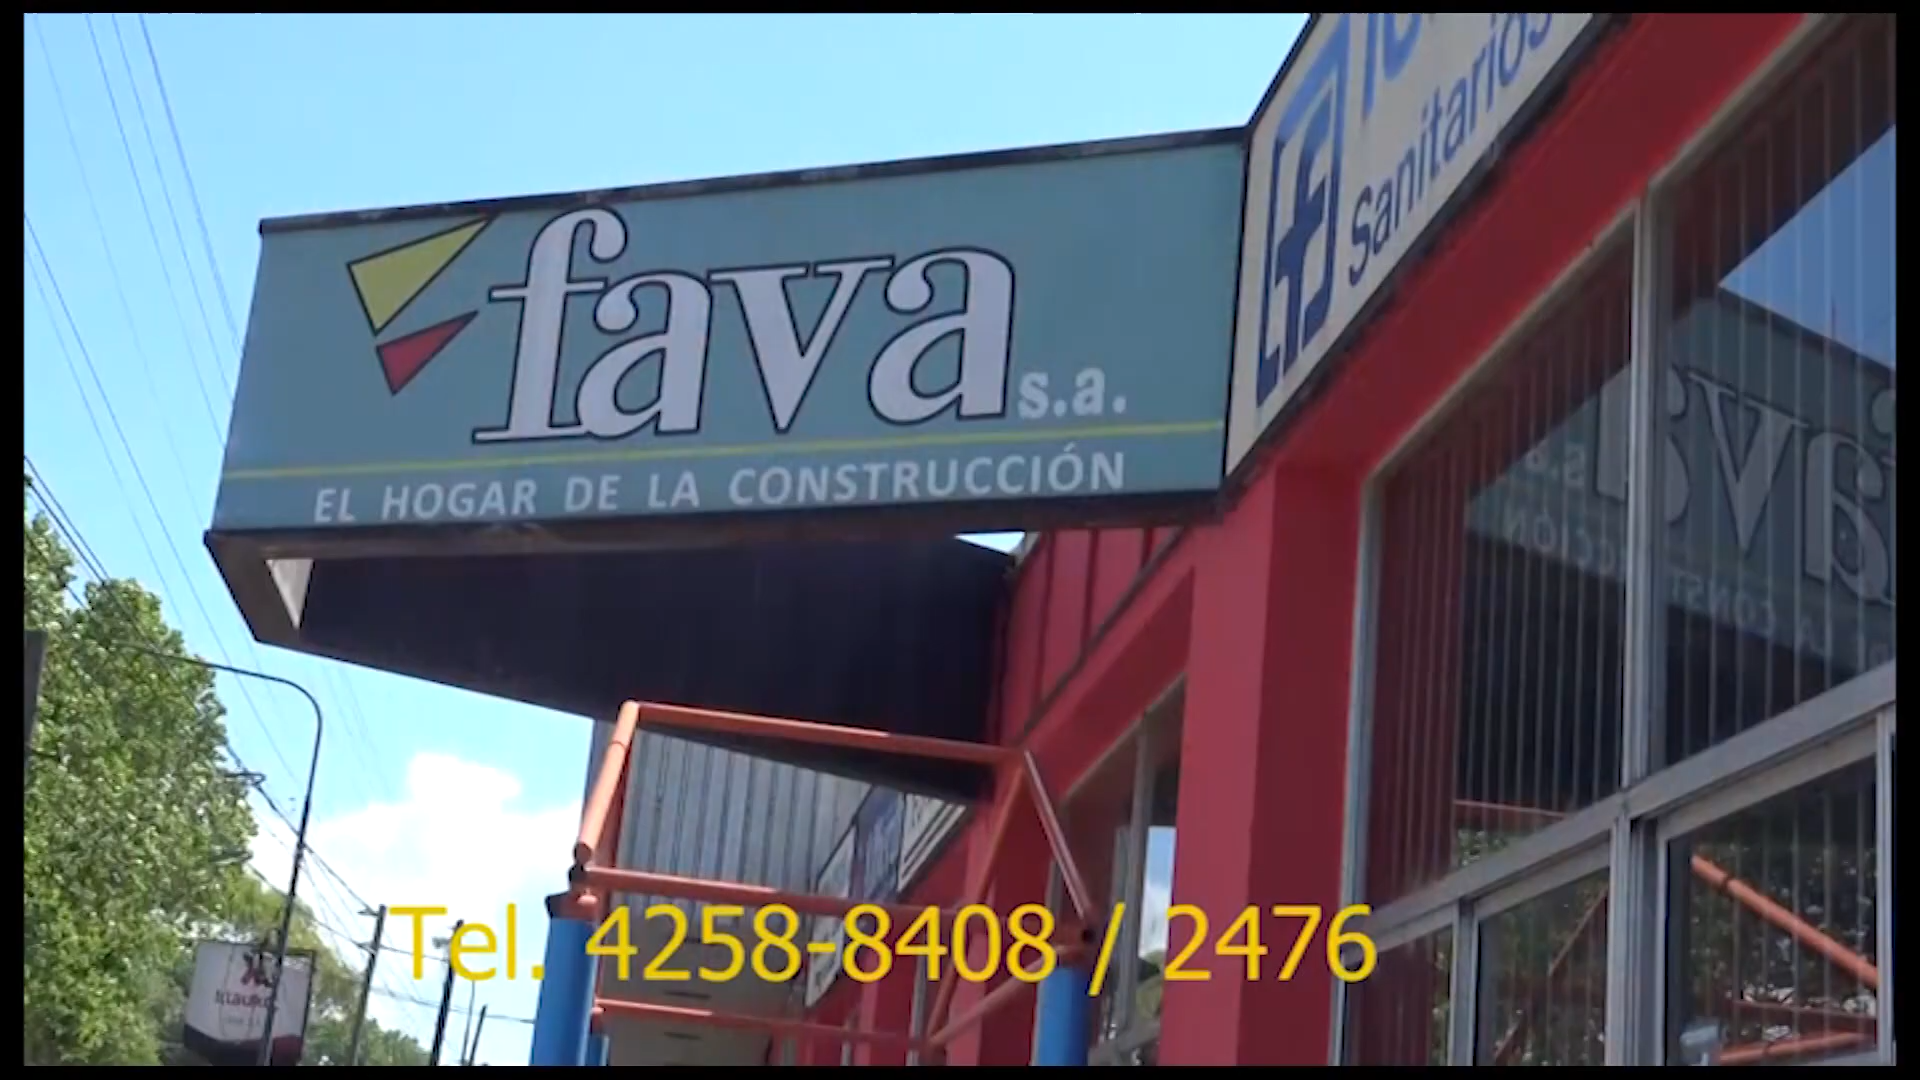 fava s.a.
EL HOGAR DE LA CONSTRUCCIÓN
Sanitarios
Tel. 4258-8408 / 2476